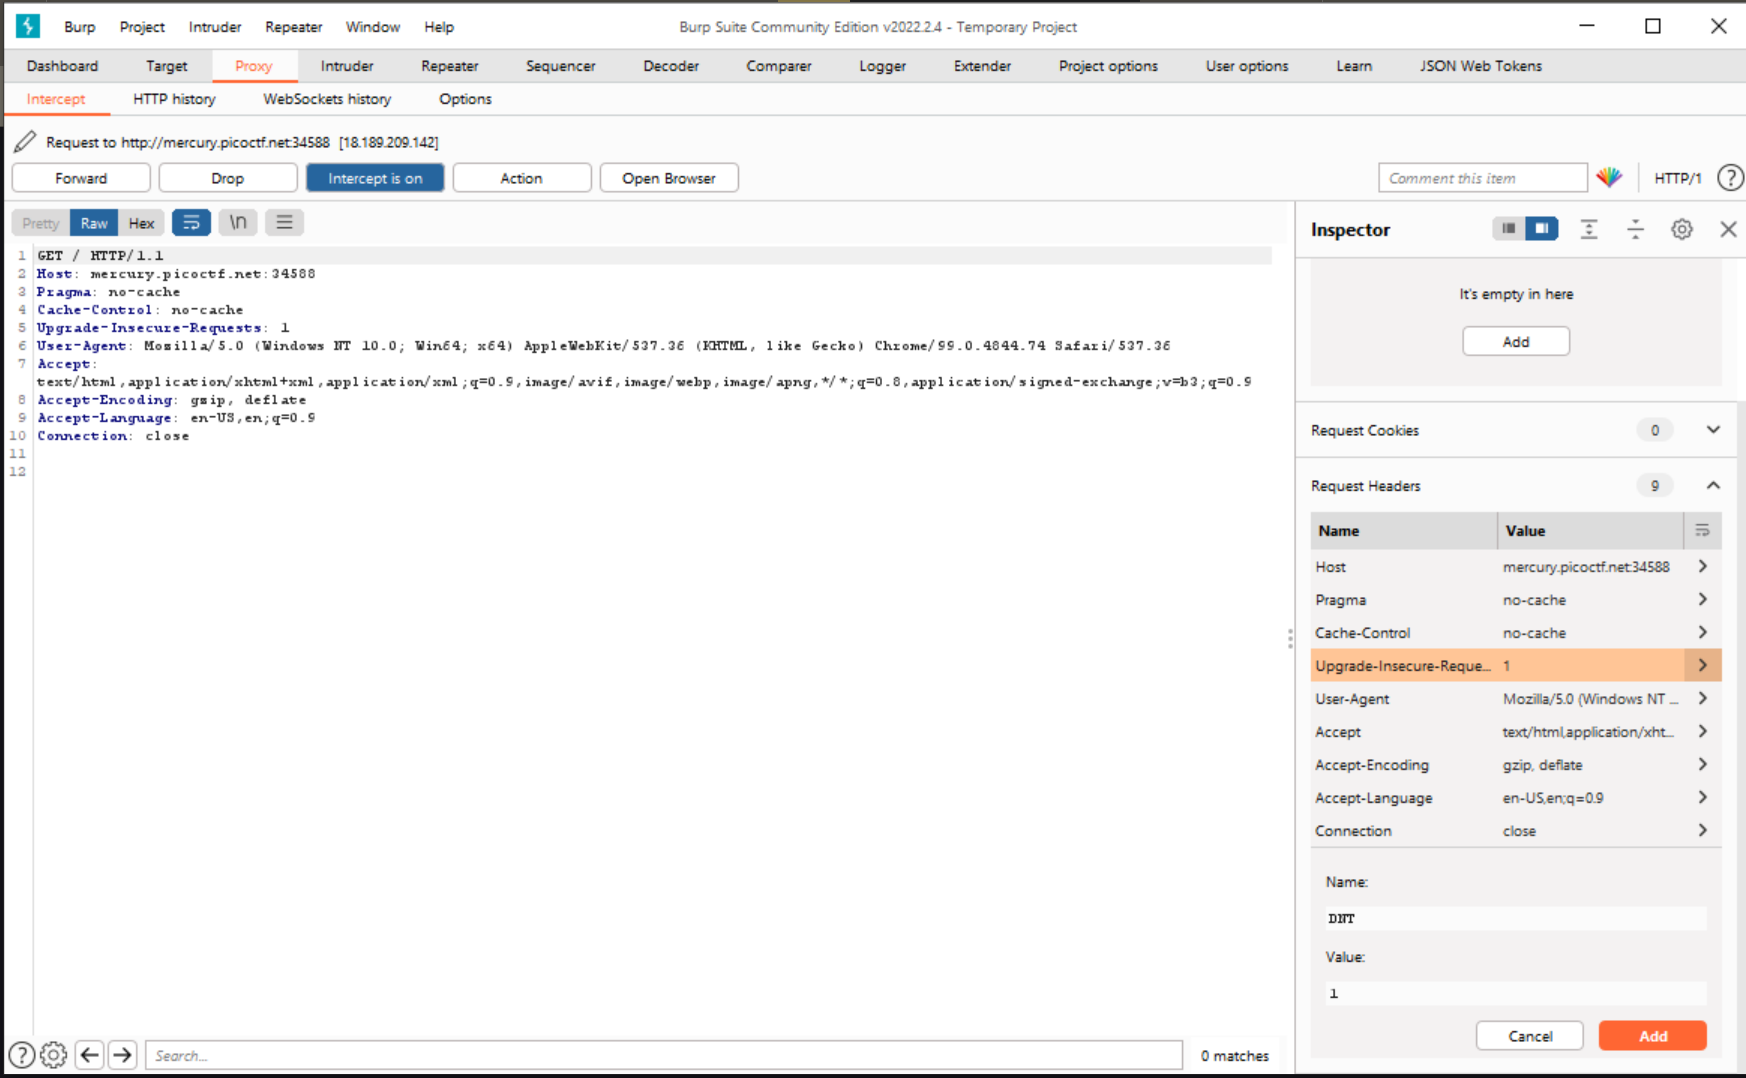 Burp Project Intruder Repeater Window Help Burp Suite Community Edition v2022.2.4 - Temporary Project
Dashboard Target Proxy Intruder Repeater Sequencer Decoder Comparer Logger Extender Project options User options Learn JSON Web Tokens
Intercept HTTP history WebSockets history Options
Request to http://mercury.picoctf.net:34588 [18.189.209.142]
Forward Drop Intercept is on Action Open Browser Comment this item HTTP/1 ?
Pretty Raw Hex \n
1 GET / HTTP/1.1
2 Host: mercury.picoctf.net:34588
3 Pragma: no-cache
4 Cache-Control: no-cache
5 Upgrade-Insecure-Requests: 1
6 User-Agent: Mozilla/5.0 (Windows NT 10.0; Win64; x64) AppleWebKit/537.36 (KHTML, like Gecko) Chrome/99.0.4844.74 Safari/537.36
7 Accept:
text/html,application/xhtml+xml,application/xml;q=0.9,image/avif,image/webp,image/apng,*/*;q=0.8,application/signed-exchange;v=b3;q=0.9
8 Accept-Encoding: gzip, deflate
9 Accept-Language: en-US,en;q=0.9
10 Connection: close
11
12
Inspector
It's empty in here
Add
Request Cookies 0
Request Headers 9
Name Value
Host mercury.picoctf.net:34588
Pragma no-cache
Cache-Control no-cache
Upgrade-Insecure-Reque... 1
User-Agent Mozilla/5.0 (Windows NT ...
Accept text/html,application/xht...
Accept-Encoding gzip, deflate
Accept-Language en-US,en;q=0.9
Connection close
Name:
DNT
Value:
1
Cancel Add
? Search... 0 matches